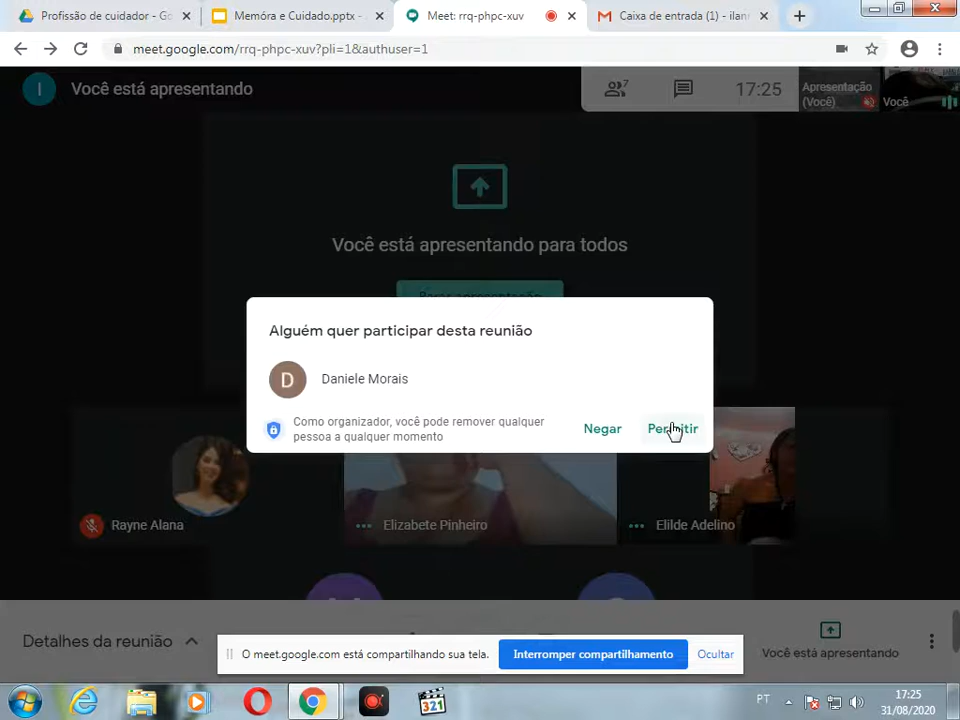 Profissão de cuidador - Go
Memóra e Cuidado.pptx -
Meet: rrq-phpc-xuv
Caixa de entrada (1) - ilann
meet.google.com/rrq-phpc-xuv?pli=1&authuser=1
I
Você está apresentando
7
17:25
Apresentação
(Você)
Você
Você está apresentando para todos
Alguém quer participar desta reunião
D
Daniele Morais
Como organizador, você pode remover qualquer
pessoa a qualquer momento
Negar
Permitir
Rayne Alana
Elizabete Pinheiro
Elilde Adelino
Detalhes da reunião
O meet.google.com está compartilhando sua tela.
Interromper compartilhamento
Ocultar
Você está apresentando
321
PT
17:25
31/08/2020